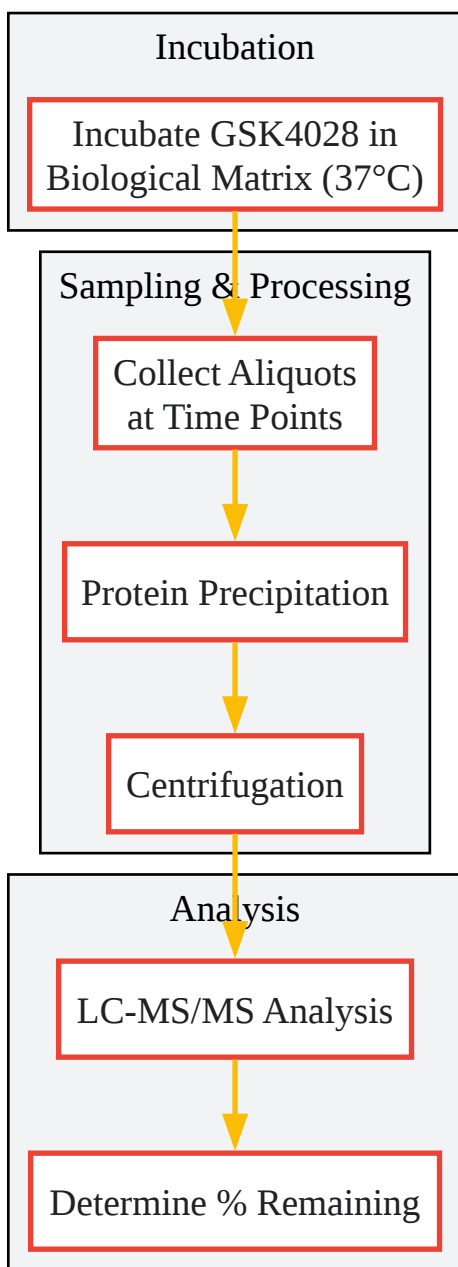 Incubation
Incubate GSK4028 in
Biological Matrix (37°C)
Sampling & Processing
Collect Aliquots
at Time Points
Protein Precipitation
Centrifugation
Analysis
LC-MS/MS Analysis
Determine % Remaining